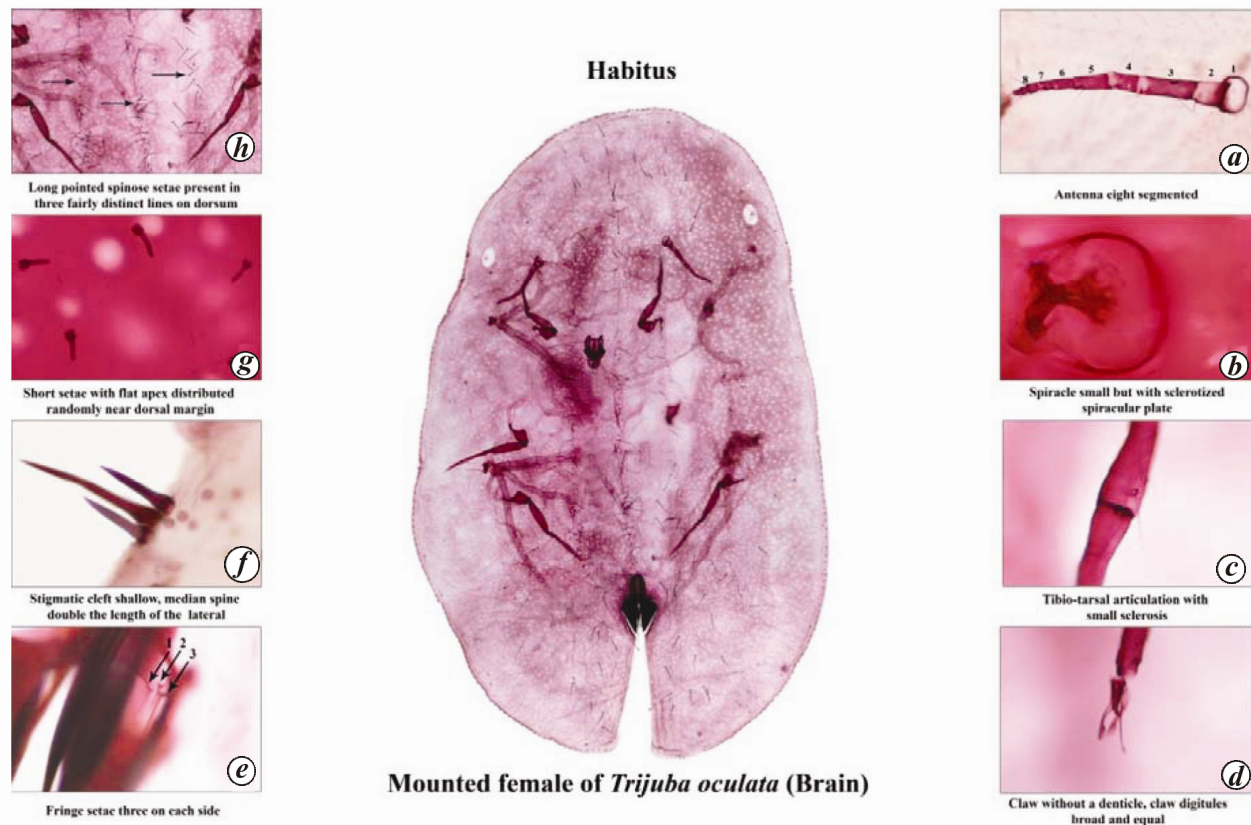 Habitus
h
Long pointed spinose setae present in
three fairly distinct lines on dorsum
g
Short setae with flat apex distributed
randomly near dorsal margin
f
Stigmatic cleft shallow, median spine
double the length of the lateral
1 2 3
e
Fringe setae three on each side
Mounted female of Trijuba oculata (Brain)
8 7 6 5 4 3 2 1
a
Antenna eight segmented
b
Spiracle small but with sclerotized
spiracular plate
c
Tibio-tarsal articulation with
small sclerosis
d
Claw without a denticle, claw digitules
broad and equal